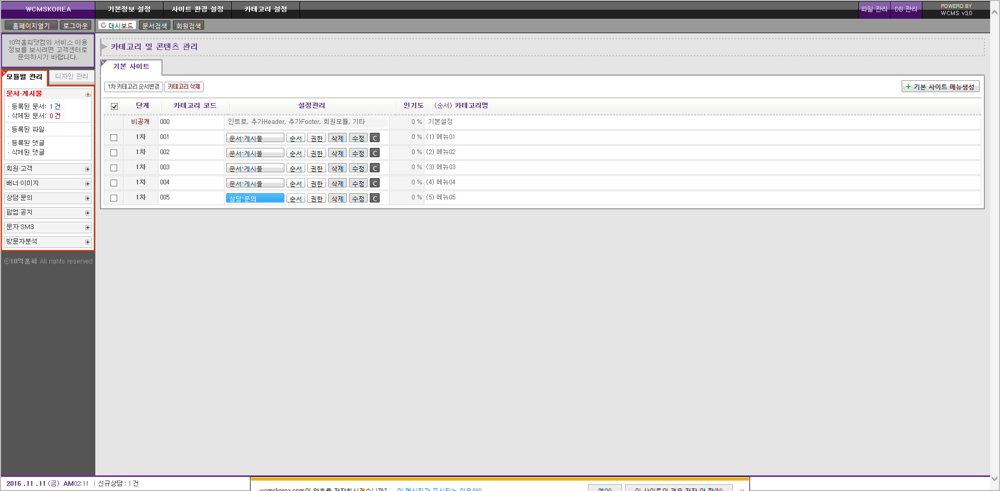 WCMSKOREA 기본정보 설정 사이트 환경 설정 카테고리 설정 파일 관리 DB 관리 POWERD BY
WCMS v3.0
홈페이지열기 로그아웃 대시보드 문서검색 회원검색
10억홈피닷컴의 서비스 이용
정보를 보시려면 고객센터로
문의하시기 바랍니다.
모듈별 관리 디자인 관리
문서·게시물
· 등록된 문서: 1 건
· 삭제된 문서: 0 건
· 등록된 파일
· 등록된 댓글
· 삭제된 댓글
회원·고객
배너·이미지
상담·문의
팝업·공지
문자·SMS
방문자분석
ⓒ10억홈피 All rights reserved
카테고리 및 콘텐츠 관리
기본 사이트
1차 카테고리 순서변경 카테고리 삭제 + 기본 사이트 메뉴생성
단계 카테고리 코드 설정관리 인기도 (순서) 카테고리명
비공개 000 인트로, 추가Header, 추가Footer, 회원모듈, 기타 0 % 기본설정
1차 001 문서·게시물 순서 권한 삭제 수정 C 0 % (1) 메뉴01
1차 002 문서·게시물 순서 권한 삭제 수정 C 0 % (2) 메뉴02
1차 003 문서·게시물 순서 권한 삭제 수정 C 0 % (3) 메뉴03
1차 004 문서·게시물 순서 권한 삭제 수정 C 0 % (4) 메뉴04
1차 005 상담·문의 순서 권한 삭제 수정 C 0 % (5) 메뉴05
2016 .11 .11 (금) AM02:11 | 신규상담 : 1 건
wcmskorea.com의 암호를 저장하시겠습니까? 이 메시지가 표시되는 이유(W) 예(Y) 이 사이트의 경우 저장 안 함(N)